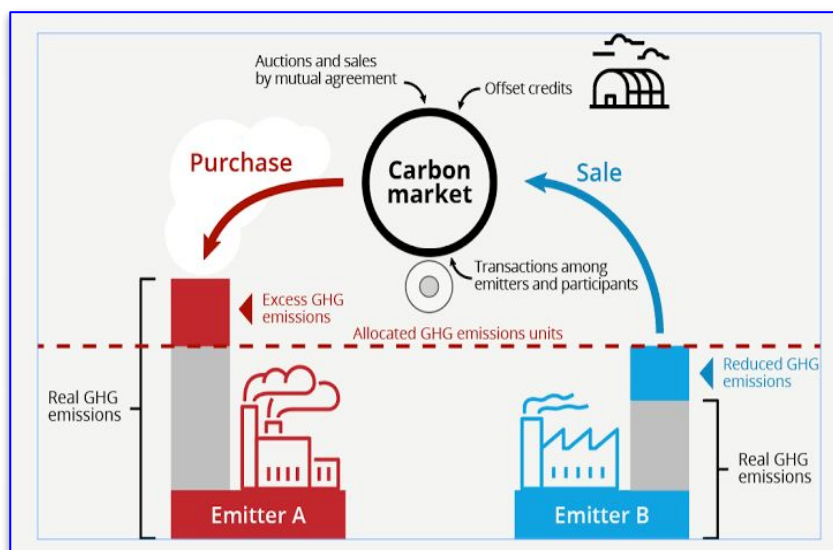 Auctions and sales
by mutual agreement
Offset credits
Purchase
Carbon
market
Sale
Transactions among
emitters and participants
Excess GHG
emissions
Allocated GHG emissions units
Reduced GHG
emissions
Real GHG
emissions
Real GHG
emissions
Emitter A
Emitter B